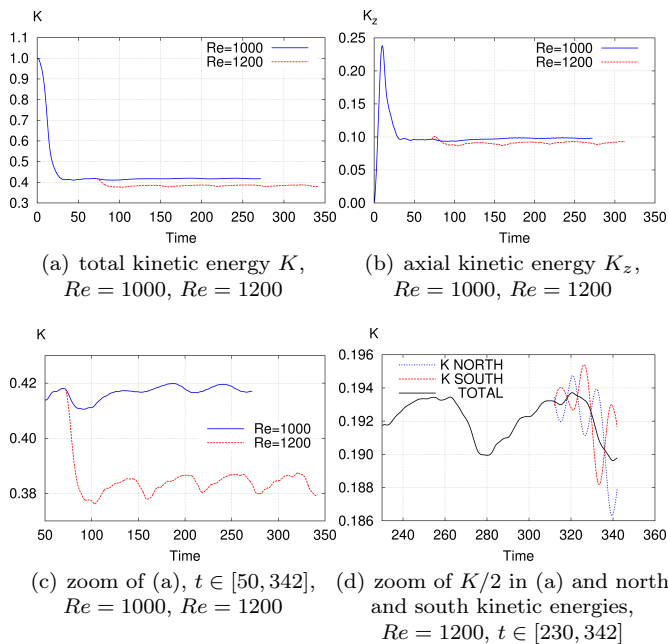 K
1.1
1.0
0.9
0.8
0.7
0.6
0.5
0.4
0.3
0 50 100 150 200 250 300 350
Time
Re=1000
Re=1200
(a) total kinetic energy K,
Re = 1000, Re = 1200
K_z
0.25
0.20
0.15
0.10
0.05
0.00
0 50 100 150 200 250 300 350
Time
Re=1000
Re=1200
(b) axial kinetic energy K_z,
Re = 1000, Re = 1200
K
0.42
0.40
0.38
50 100 150 200 250 300 350
Time
Re=1000
Re=1200
(c) zoom of (a), t ∈ [50, 342],
Re = 1000, Re = 1200
K
0.196
0.194
0.192
0.190
0.188
0.186
240 260 280 300 320 340 360
Time
K NORTH
K SOUTH
TOTAL
(d) zoom of K/2 in (a) and north
and south kinetic energies,
Re = 1200, t ∈ [230, 342]